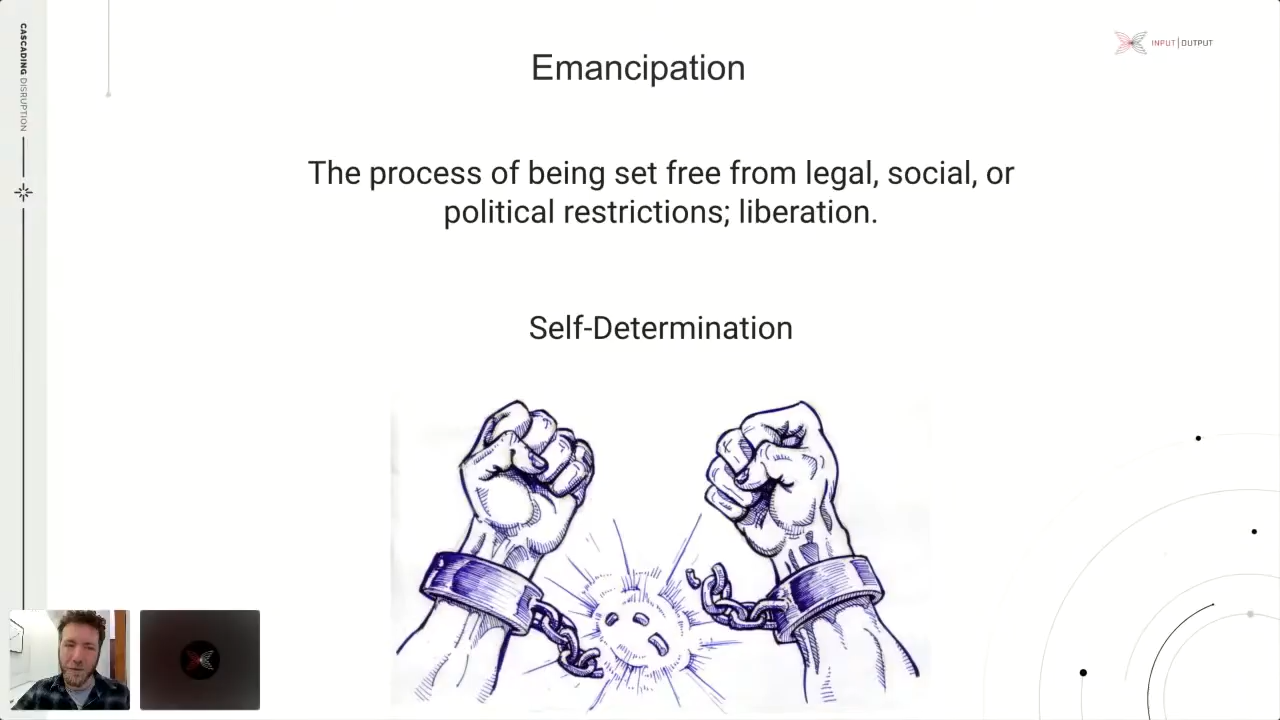 CASCADING DISRUPTION
INPUT|OUTPUT
Emancipation
The process of being set free from legal, social, or
political restrictions; liberation.
Self-Determination